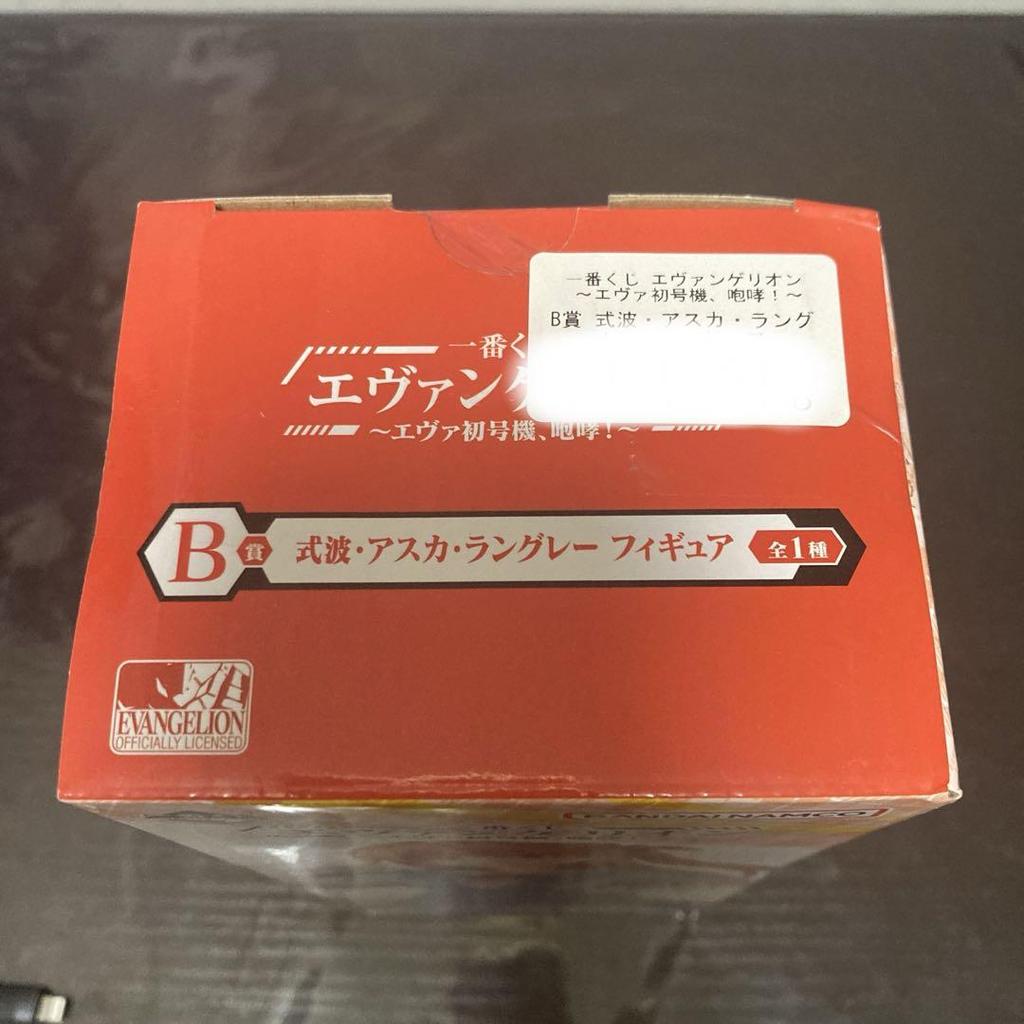 一番くじ エヴァンゲリオン
～エヴァ初号機、咆哮！～
B賞 式波・アスカ・ラング
一番く
エヴァン
～エヴァ初号機、咆哮！～
B賞 式波・アスカ・ラングレー フィギュア 全1種
EVANGELION
OFFICIALLY LICENSED
BANDAI NAMCO